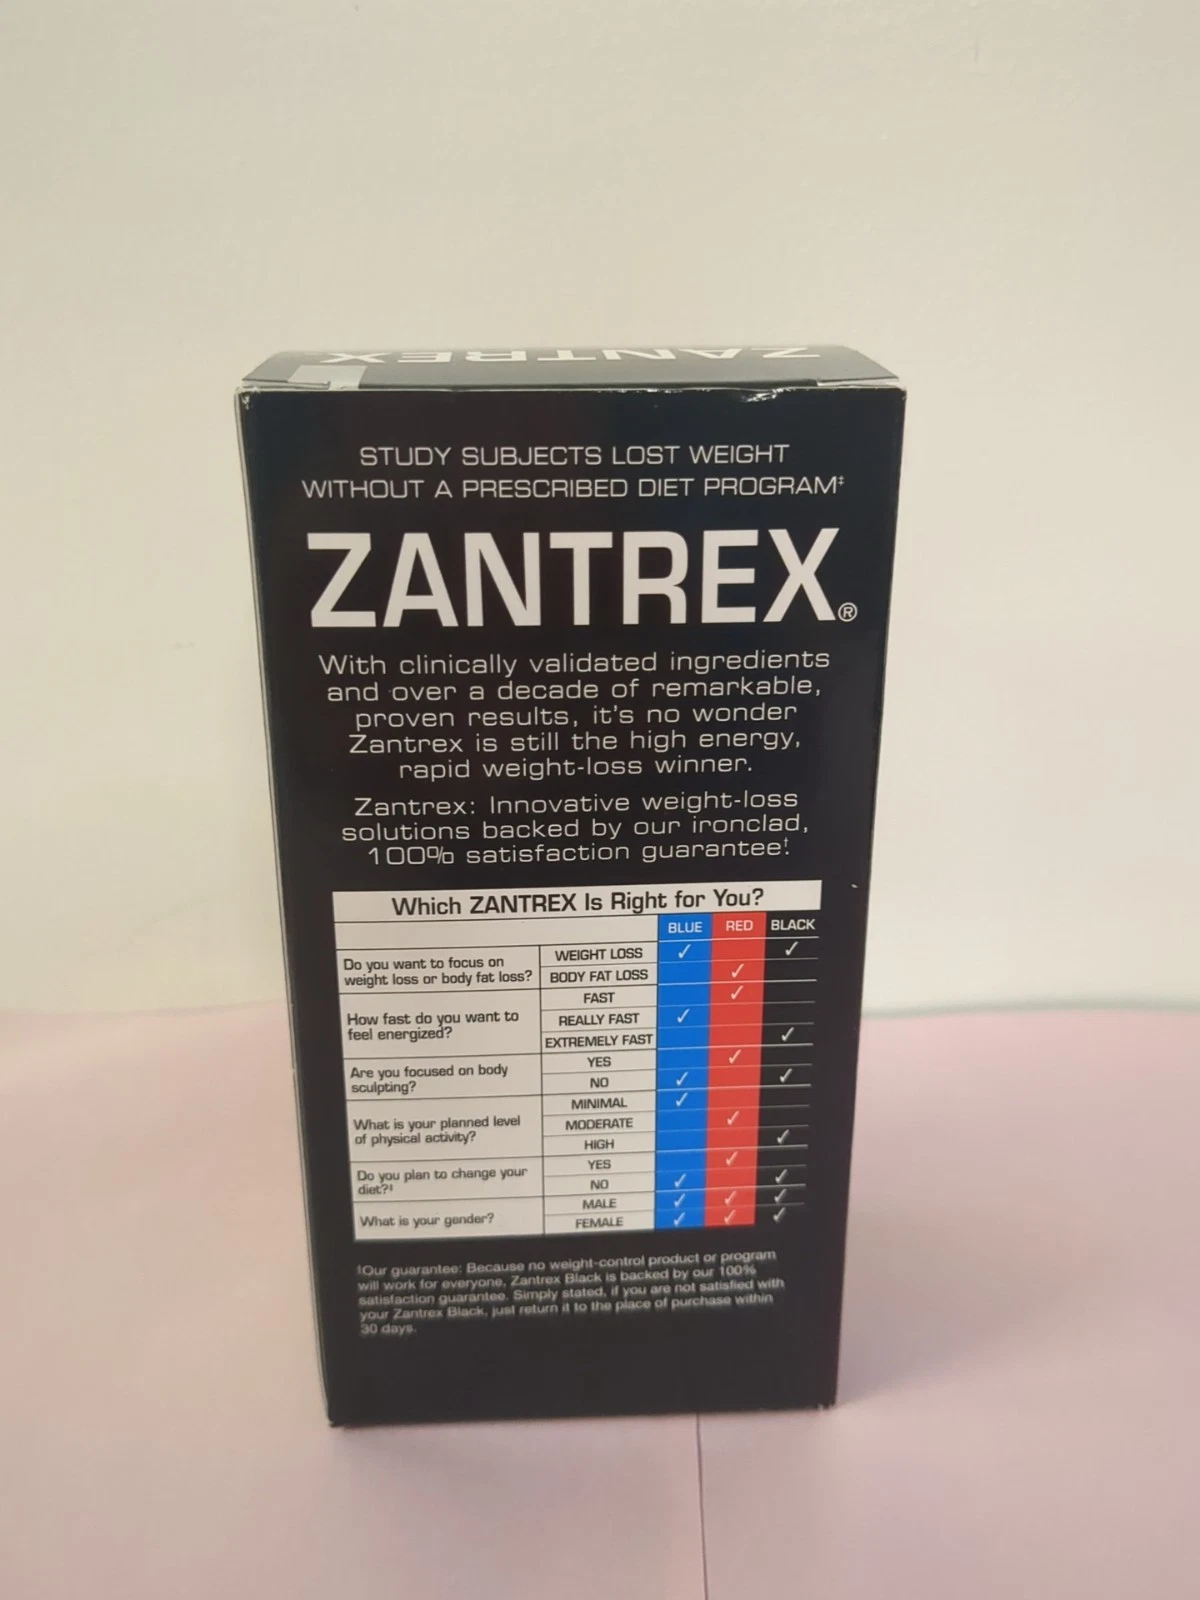 ZANTREX
STUDY SUBJECTS LOST WEIGHT
WITHOUT A PRESCRIBED DIET PROGRAM‡
ZANTREX®
With clinically validated ingredients
and over a decade of remarkable,
proven results, it's no wonder
Zantrex is still the high energy,
rapid weight-loss winner.
Zantrex: Innovative weight-loss
solutions backed by our ironclad,
100% satisfaction guarantee†.
Which ZANTREX Is Right for You?
BLUE RED BLACK
Do you want to focus on
weight loss or body fat loss?
WEIGHT LOSS ✓ ✓
BODY FAT LOSS ✓
How fast do you want to
feel energized?
FAST ✓
REALLY FAST ✓
EXTREMELY FAST ✓
Are you focused on body
sculpting?
YES ✓
NO ✓ ✓
What is your planned level
of physical activity?
MINIMAL ✓
MODERATE ✓
HIGH ✓
Do you plan to change your
diet?‡
YES ✓
NO ✓ ✓
What is your gender?
MALE ✓ ✓ ✓
FEMALE ✓ ✓ ✓
†Our guarantee: Because no weight-control product or program
will work for everyone, Zantrex Black is backed by our 100%
satisfaction guarantee. Simply stated, if you are not satisfied with
your Zantrex Black, just return it to the place of purchase within
30 days.